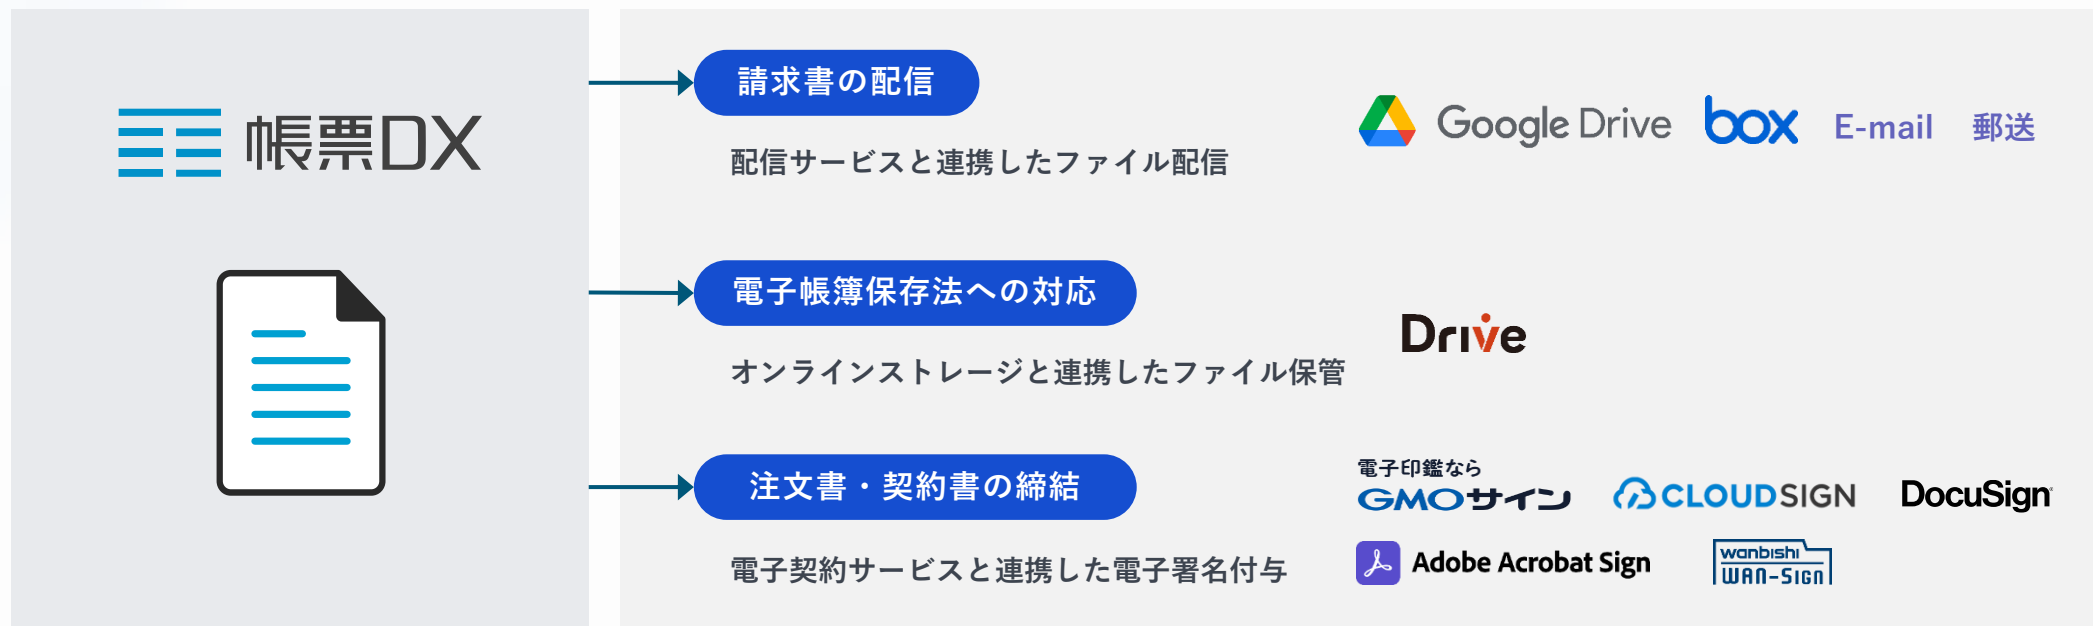 帳票DX
請求書の配信
配信サービスと連携したファイル配信
Google Drive box E-mail 郵送
電子帳簿保存法への対応
オンラインストレージと連携したファイル保管
Drive
注文書・契約書の締結
電子契約サービスと連携した電子署名付与
電子印鑑なら
GMOサイン CLOUDSIGN DocuSign
Adobe Acrobat Sign
wanbishi
WAN-SIGN